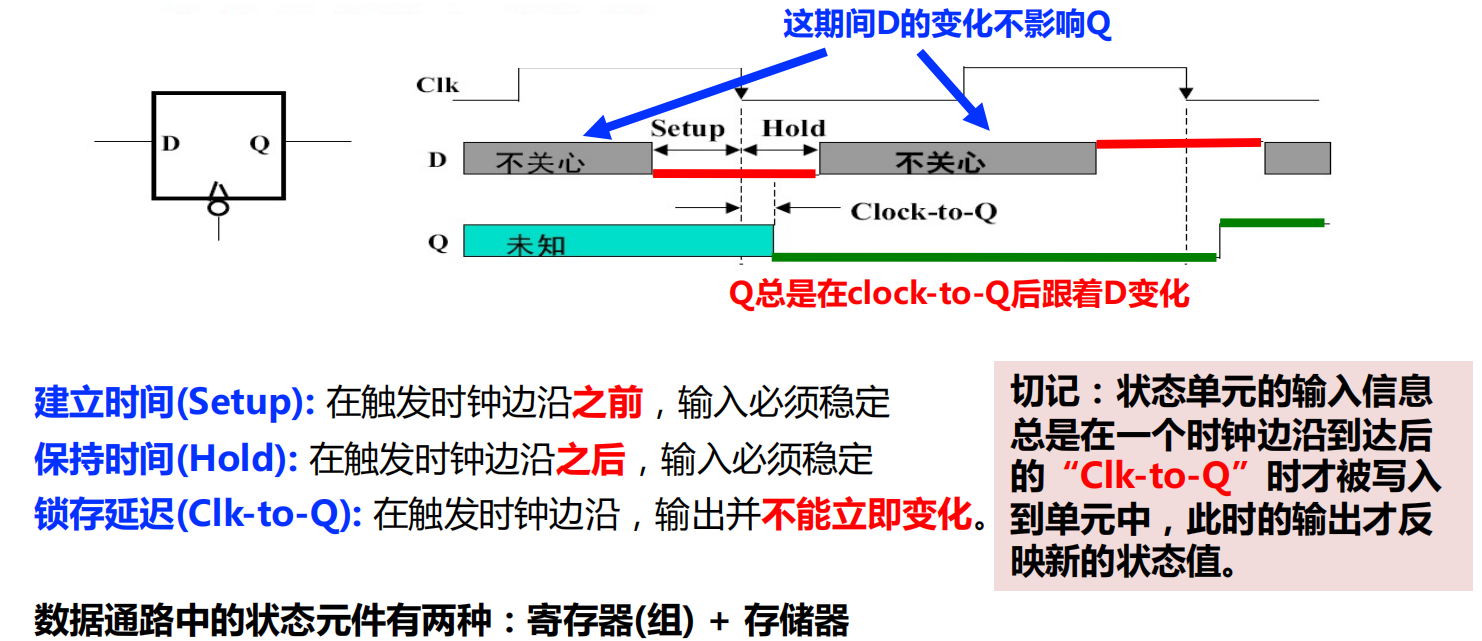 这期间D的变化不影响Q
Clk
Setup
Hold
D
Q
D
不关心
不关心
Clock-to-Q
Q
未知
Q总是在clock-to-Q后跟着D变化
建立时间(Setup): 在触发时钟边沿之前，输入必须稳定
保持时间(Hold): 在触发时钟边沿之后，输入必须稳定
锁存延迟(Clk-to-Q): 在触发时钟边沿，输出并不能立即变化。
切记：状态单元的输入信息
总是在一个时钟边沿到达后
的“Clk-to-Q”时才被写入
到单元中，此时的输出才反
映新的状态值。
数据通路中的状态元件有两种：寄存器(组) + 存储器